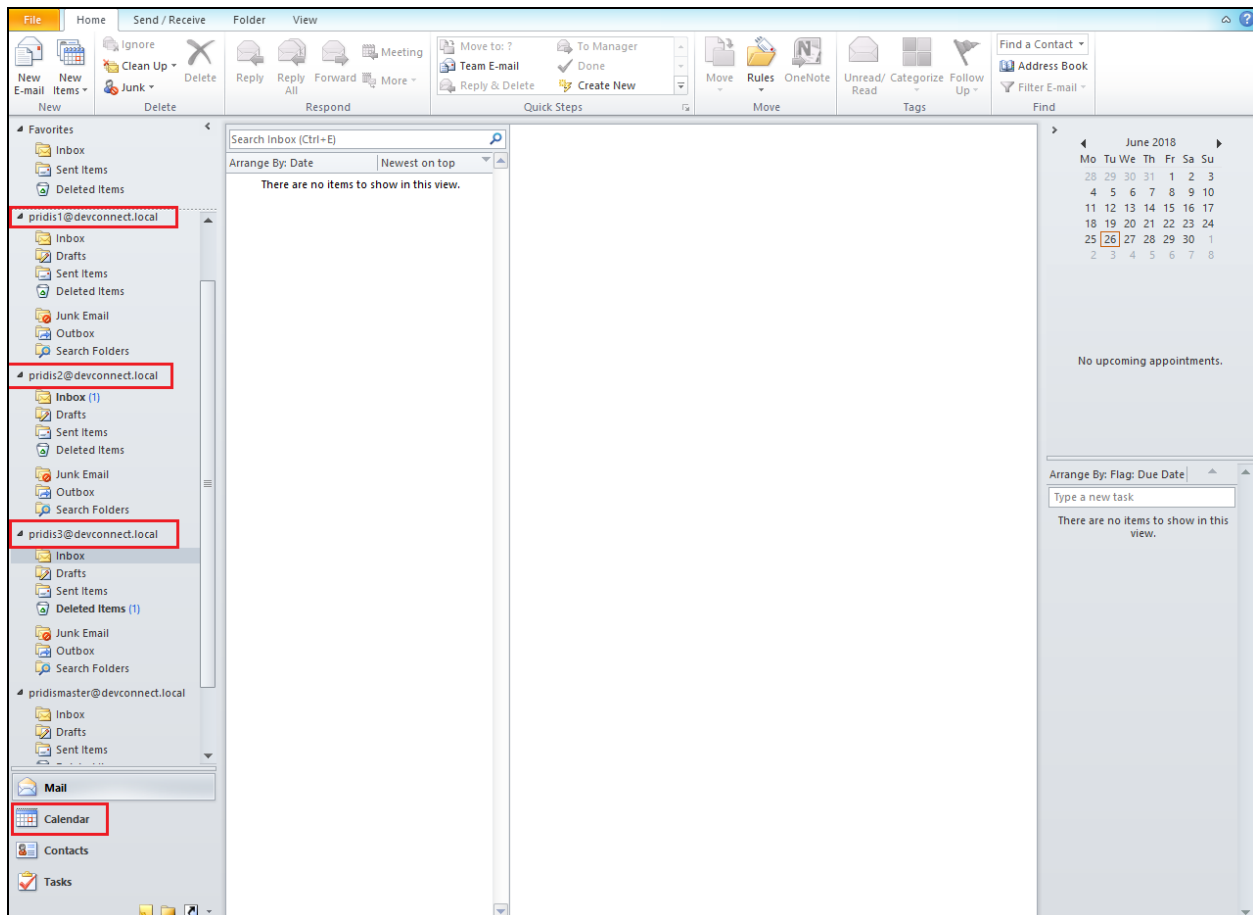 File Home Send / Receive Folder View
New E-mail
New Items
Ignore
Clean Up
Junk
Delete
Reply
Reply All
Forward
Meeting
More
Move to: ?
Team E-mail
Reply & Delete
To Manager
Done
Create New
Move
Rules
OneNote
Unread/ Read
Categorize
Follow Up
Find a Contact
Address Book
Filter E-mail
New Delete Respond Quick Steps Move Tags Find
Favorites
Inbox
Sent Items
Deleted Items
pridis1@devconnect.local
Inbox
Drafts
Sent Items
Deleted Items
Junk Email
Outbox
Search Folders
pridis2@devconnect.local
Inbox (1)
Drafts
Sent Items
Deleted Items
Junk Email
Outbox
Search Folders
pridis3@devconnect.local
Inbox
Drafts
Sent Items
Deleted Items (1)
Junk Email
Outbox
Search Folders
pridismaster@devconnect.local
Inbox
Drafts
Sent Items
Mail
Calendar
Contacts
Tasks
Search Inbox (Ctrl+E)
Arrange By: Date Newest on top
There are no items to show in this view.
June 2018
Mo Tu We Th Fr Sa Su
28 29 30 31 1 2 3
4 5 6 7 8 9 10
11 12 13 14 15 16 17
18 19 20 21 22 23 24
25 26 27 28 29 30 1
2 3 4 5 6 7 8
No upcoming appointments.
Arrange By: Flag: Due Date
Type a new task
There are no items to show in this
view.